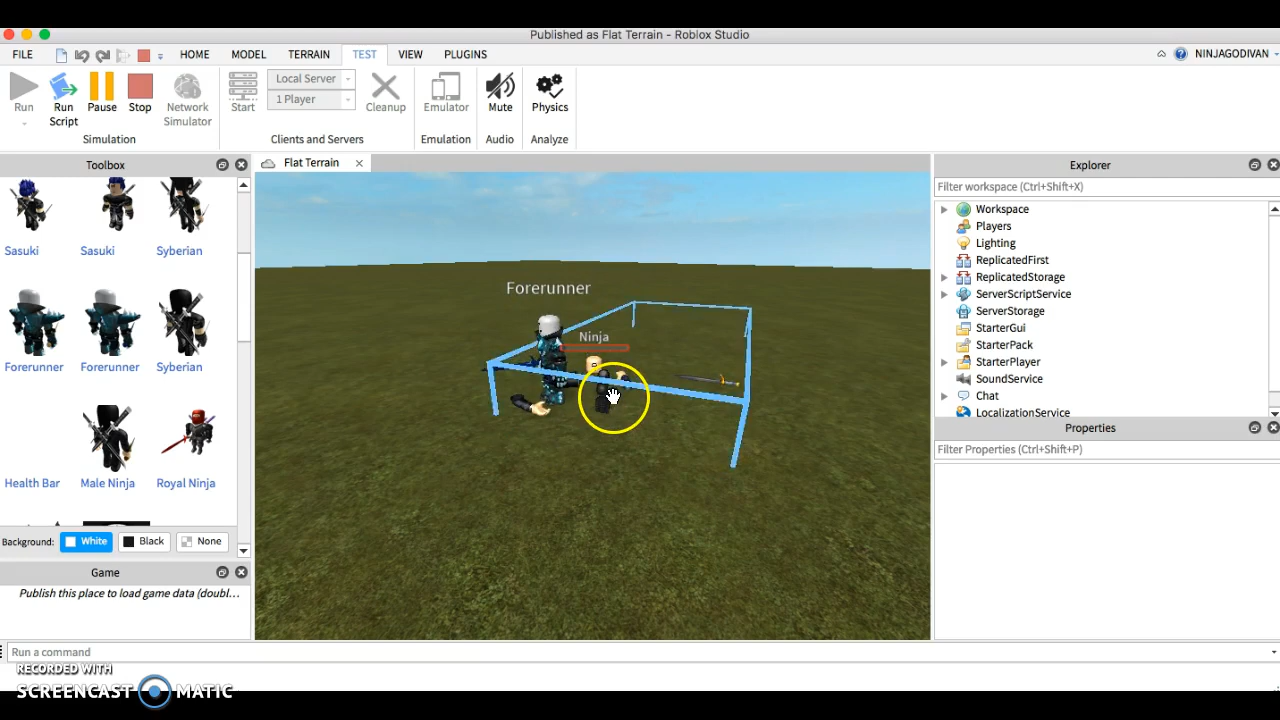 Published as Flat Terrain - Roblox Studio
FILE HOME MODEL TERRAIN TEST VIEW PLUGINS NINJAGODIVAN
Run
Run Script
Pause
Stop
Network Simulator
Simulation
Start
Local Server
1 Player
Cleanup
Clients and Servers
Emulator
Emulation
Mute
Audio
Physics
Analyze
Toolbox
Sasuki Sasuki Syberian
Forerunner Forerunner Syberian
Health Bar Male Ninja Royal Ninja
Background: White Black None
Game
Publish this place to load game data (doubl...
Flat Terrain
Forerunner
Ninja
Explorer
Filter workspace (Ctrl+Shift+X)
Workspace
Players
Lighting
ReplicatedFirst
ReplicatedStorage
ServerScriptService
ServerStorage
StarterGui
StarterPack
StarterPlayer
SoundService
Chat
LocalizationService
Properties
Filter Properties (Ctrl+Shift+P)
Run a command
RECORDED WITH
SCREENCAST MATIC